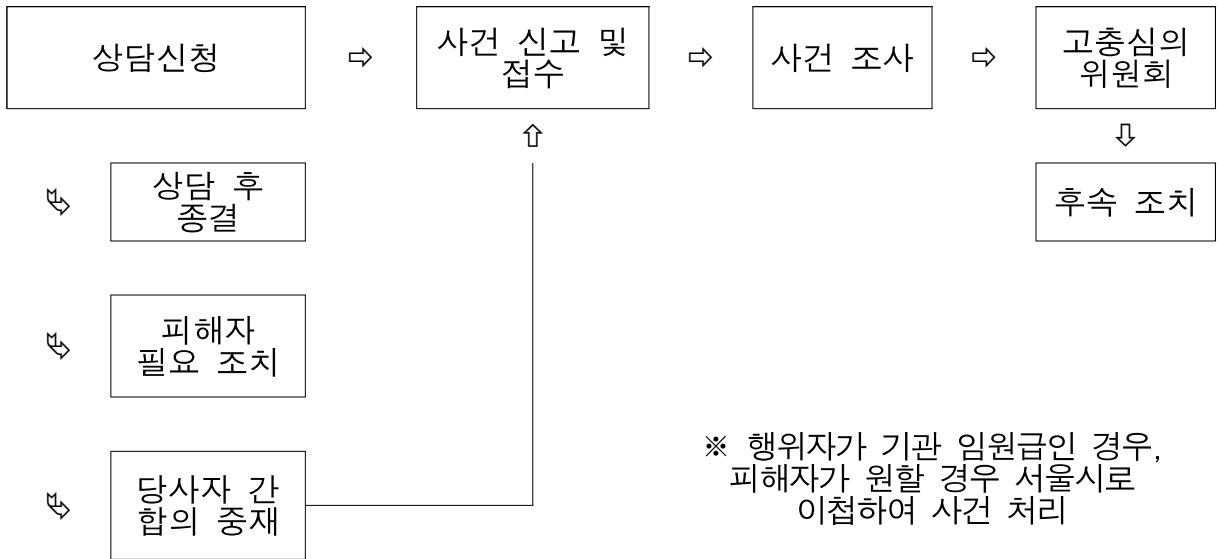 상담신청
⇨
사건 신고 및
접수
⇨
사건 조사
⇨
고충심의
위원회
⇧
⇩
상담 후
종결
후속 조치
피해자
필요 조치
당사자 간
합의 중재
※ 행위자가 기관 임원급인 경우,
피해자가 원할 경우 서울시로
이첩하여 사건 처리